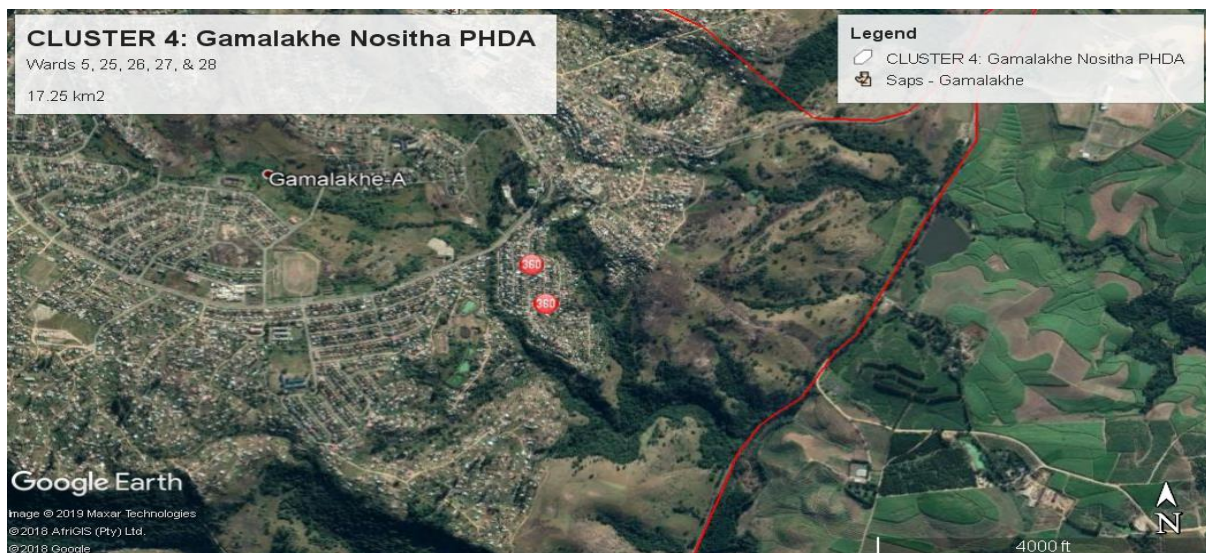 CLUSTER 4: Gamalakhe Nositha PHDA
Wards 5, 25, 26, 27, & 28
17.25 km2
Legend
CLUSTER 4: Gamalakhe Nositha PHDA
Saps - Gamalakhe
Gamalakhe-A
360
360
Google Earth
Image © 2019 Maxar Technologies
© 2018 AfriGIS (Pty) Ltd.
© 2018 Google
N
4000 ft